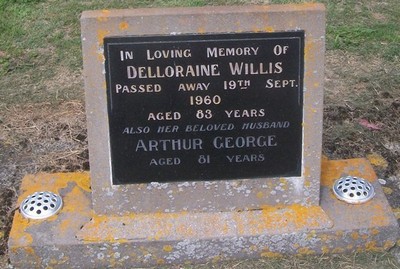 In Loving Memory Of
Delloraine Willis
Passed away 19th Sept.
1960
aged 83 years
also her beloved husband
Arthur George
aged 81 years